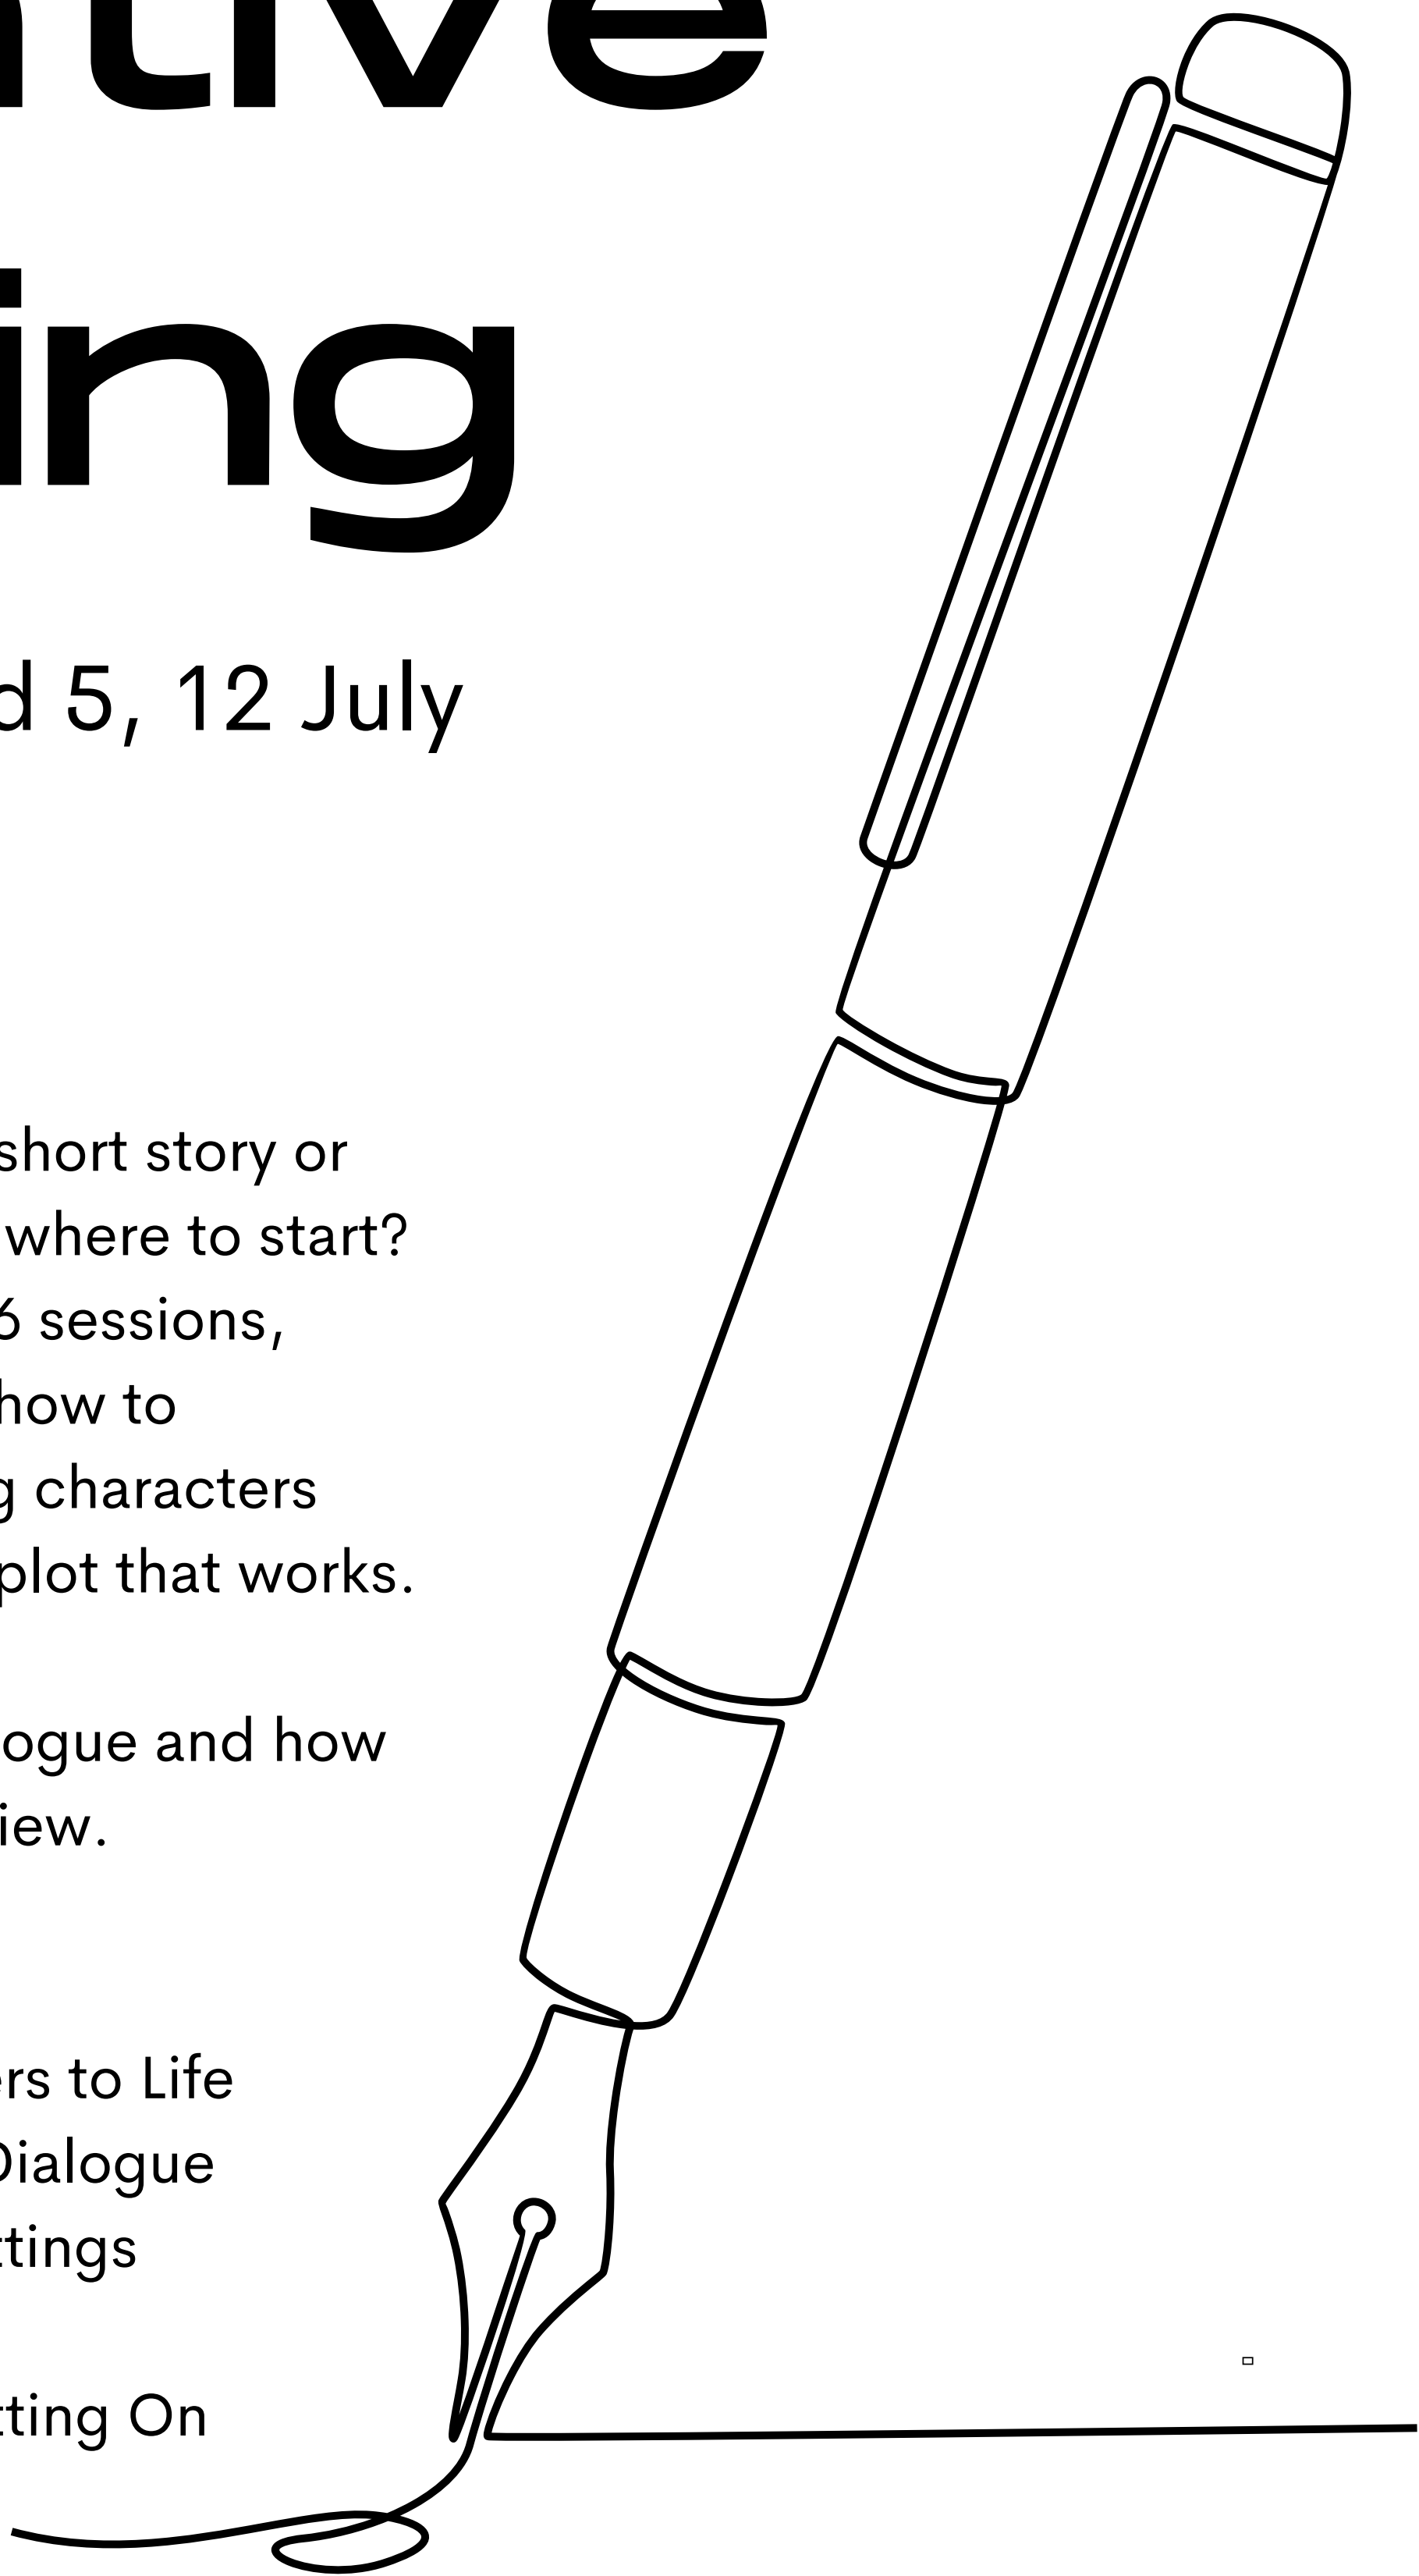 tive
ing
d 5, 12 July
short story or
where to start?
6 sessions,
how to
g characters
plot that works.
ogue and how
iew.
ers to Life
Dialogue
ttings
tting On